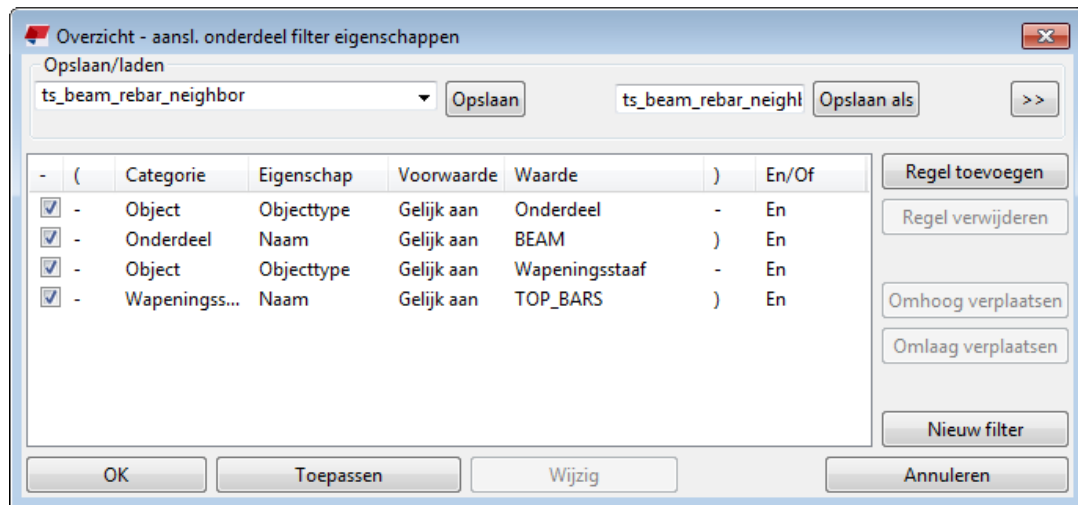 Overzicht - aansl. onderdeel filter eigenschappen
Opslaan/laden
ts_beam_rebar_neighbor Opslaan ts_beam_rebar_neight Opslaan als >>
- ( Categorie Eigenschap Voorwaarde Waarde ) En/Of Regel toevoegen
- Object Objecttype Gelijk aan Onderdeel - En Regel verwijderen
- Onderdeel Naam Gelijk aan BEAM ) En
- Object Objecttype Gelijk aan Wapeningsstaaf - En
- Wapeningss... Naam Gelijk aan TOP_BARS ) En Omhoog verplaatsen
Omlaag verplaatsen
Nieuw filter
OK Toepassen Wijzig Annuleren